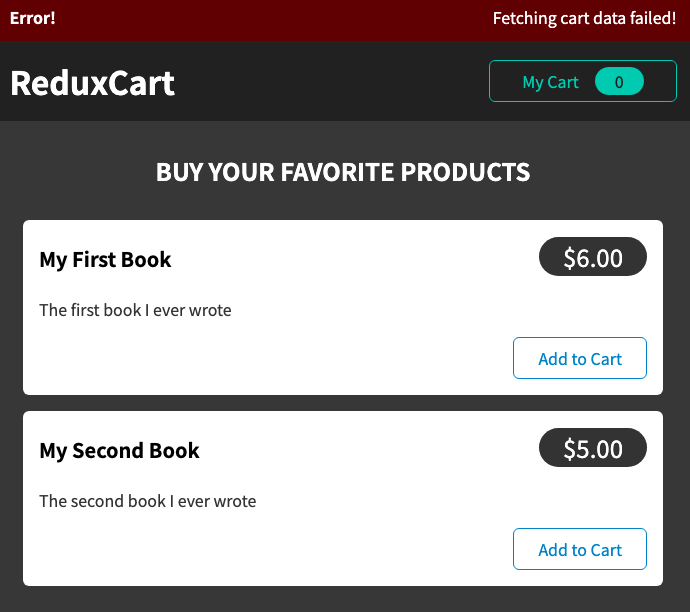 Error! Fetching cart data failed!
ReduxCart My Cart 0
BUY YOUR FAVORITE PRODUCTS
My First Book $6.00
The first book I ever wrote
Add to Cart
My Second Book $5.00
The second book I ever wrote
Add to Cart